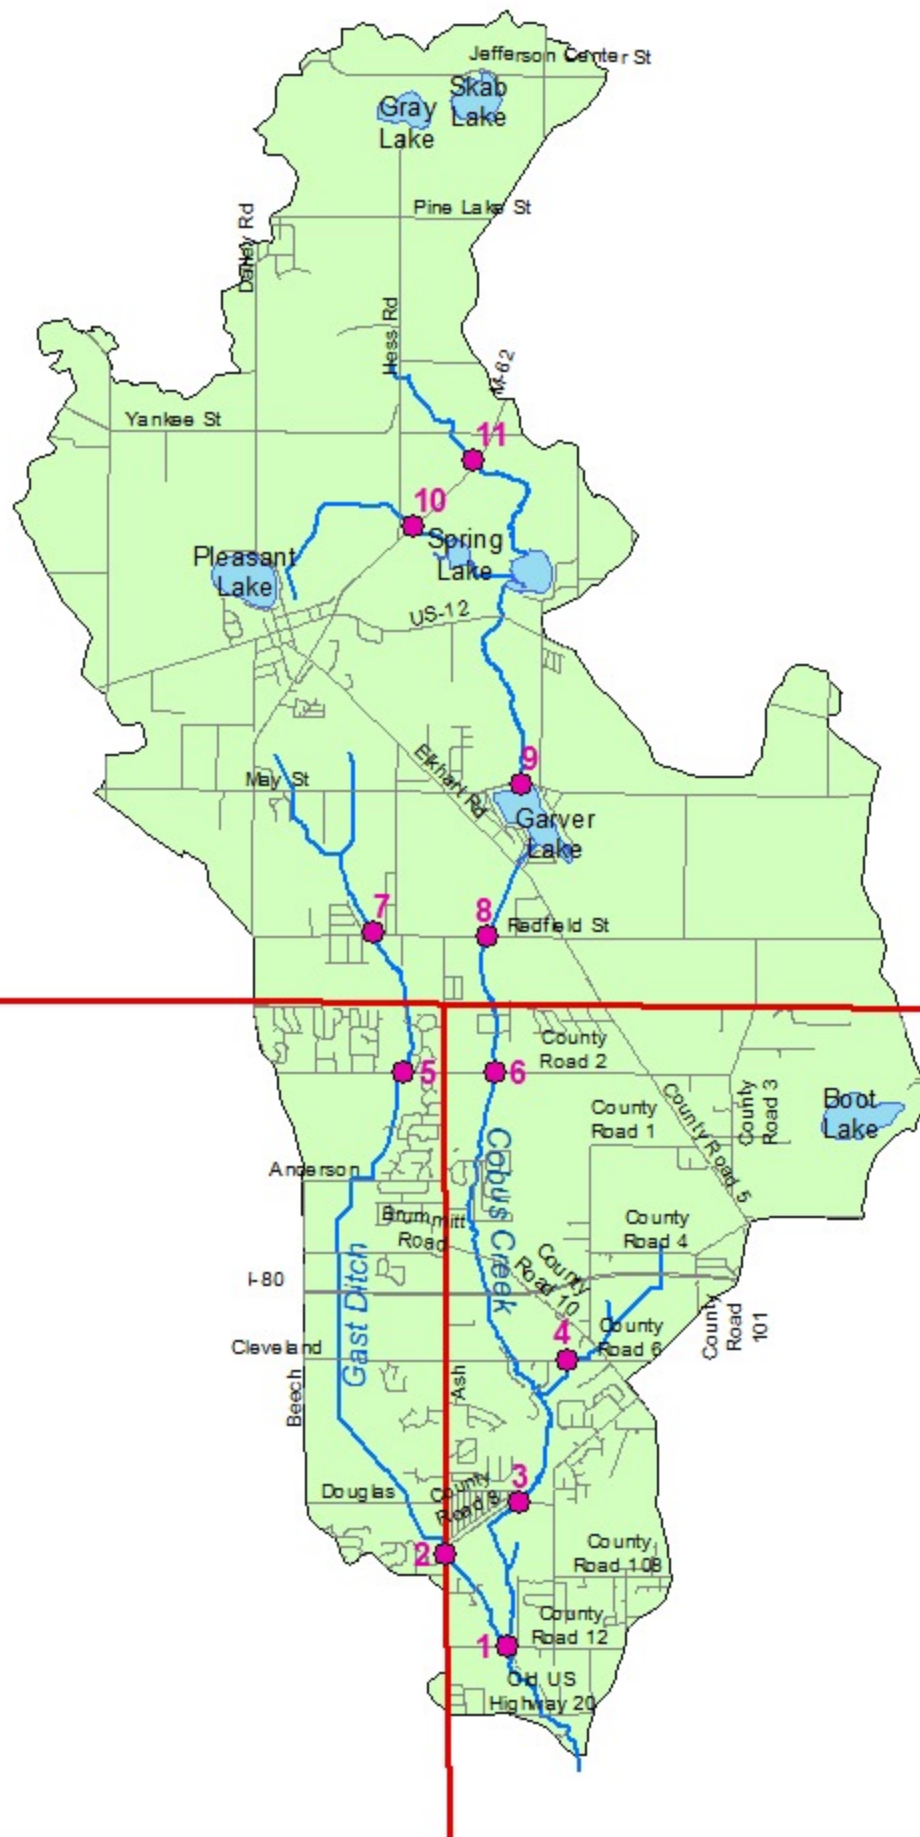 Jefferson Center St
Skab
Lake
Gray
Lake
Pine Lake St
Dailey Rd
Hess Rd
M-62
Yankee St
11
10
Spring
Lake
Pleasant
Lake
US-12
9
May St
Elkhart Rd
Garver
Lake
7
8
Redfield St
County
Road 2
5
6
County
Road 3
Boot
Lake
County
Road 1
County Road 5
Cobus Creek
Anderson
Brummitt
Road
County
Road 4
I-80
Gast Ditch
County
Road 10
County
Road
101
4
County
Road 6
Cleveland
Beech
Ash
3
County
Road 8
Douglas
2
County
Road 108
County
Road 12
1
Old US
Highway 20